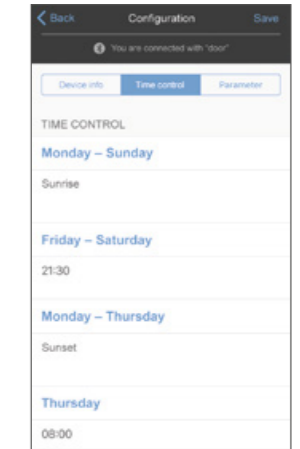 Back Configuration Save
You are connected with "door"
Device info Time control Parameter
TIME CONTROL
Monday – Sunday
Sunrise
Friday – Saturday
21:30
Monday – Thursday
Sunset
Thursday
08:00